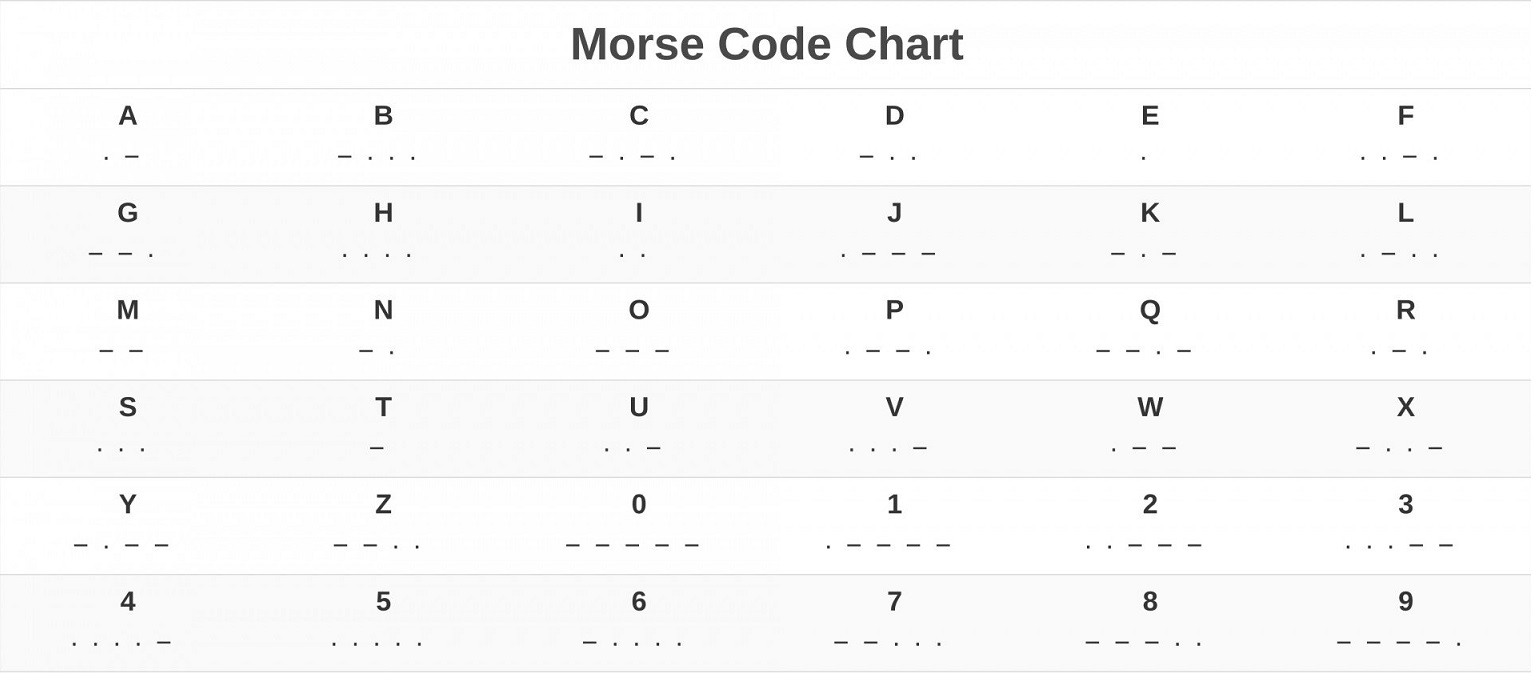 Morse Code Chart
A B C D E F
. – – . . . – . – . – . . . . . – .
G H I J K L
– – . . . . . . . . – – – – . – . – . .
M N O P Q R
– – – . – – – . – – . – – . – . – .
S T U V W X
. . . – . . – . . . – . – – – . . –
Y Z 0 1 2 3
– . – – – – . . – – – – – . – – – – . . – – – . . . – –
4 5 6 7 8 9
. . . . – . . . . . – . . . . – – . . . – – – . . – – – – .